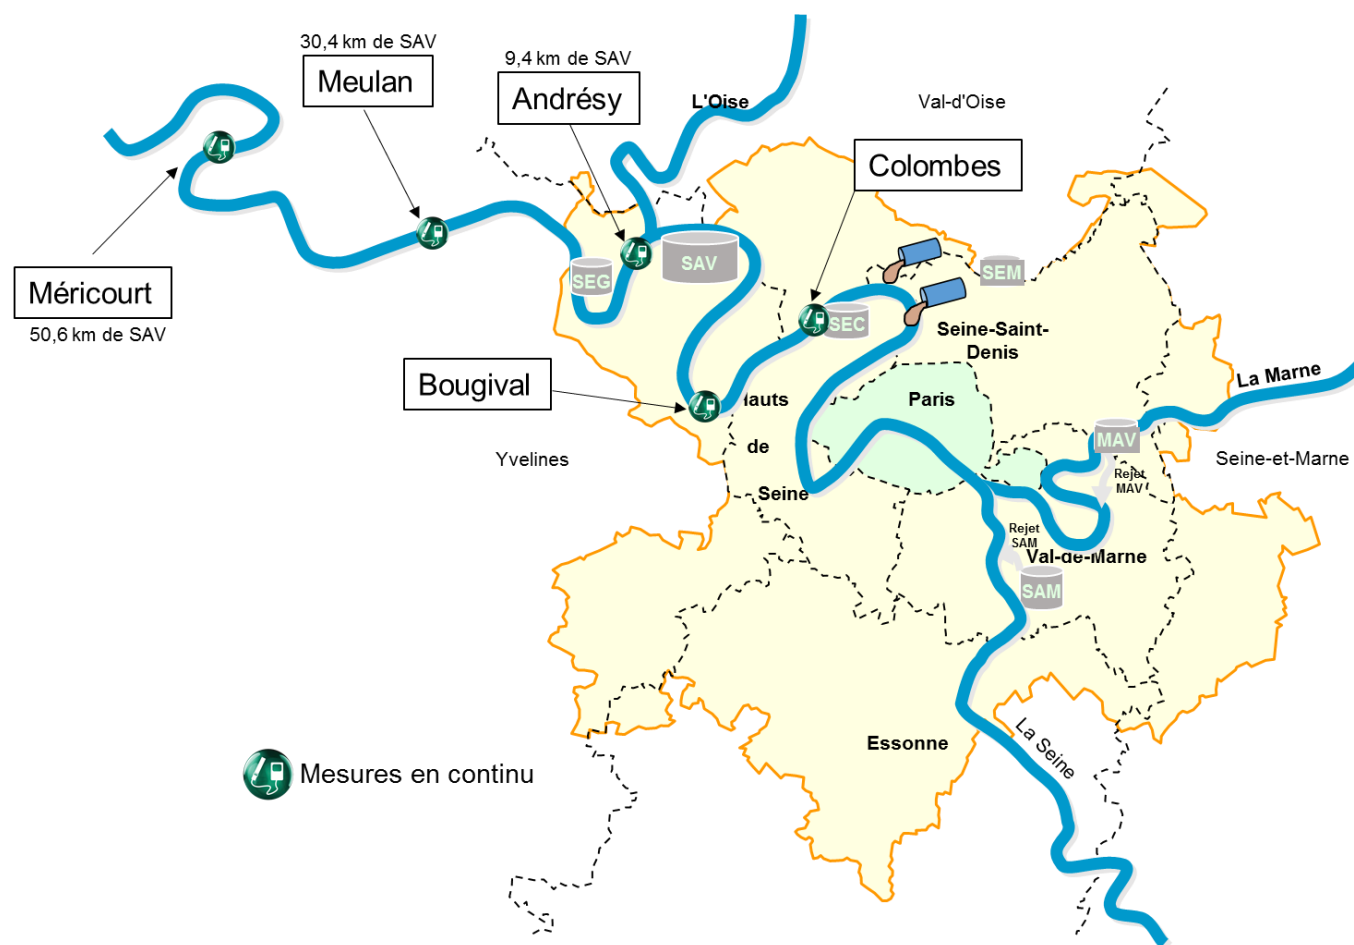 30,4 km de SAV
Meulan
9,4 km de SAV
Andrésy
L'Oise
Val-d'Oise
Colombes
Méricourt
50,6 km de SAV
SEG
SAV
SEM
SEC
Seine-Saint-
Denis
Bougival
La Marne
Paris
Hauts
de
Seine
MAV
Yvelines
Seine-et-Marne
Rejet
MAV
Rejet
SAM
Val-de-Marne
SAM
Essonne
La Seine
Mesures en continu